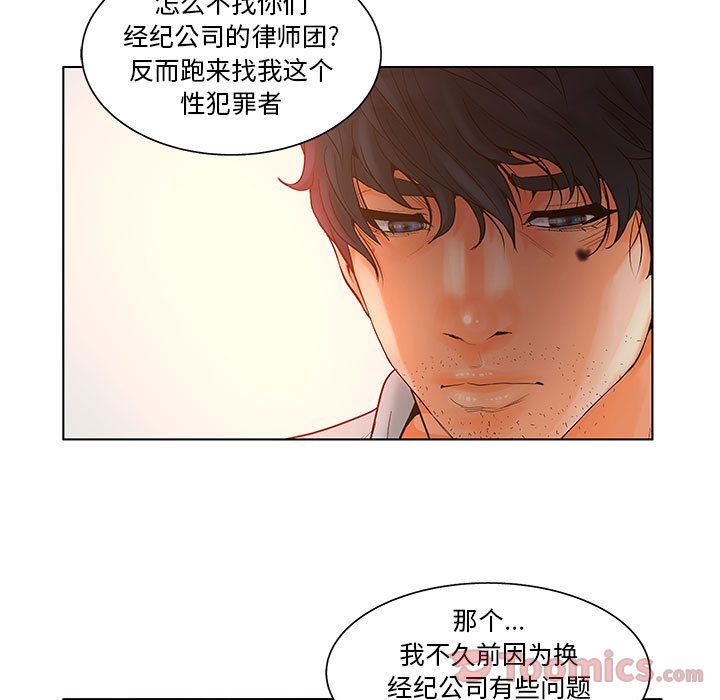 怎么不找你们
经纪公司的律师团?
反而跑来找我这个
性犯罪者
那个...
我不久前因为换
经纪公司有些问题
Toomics.com